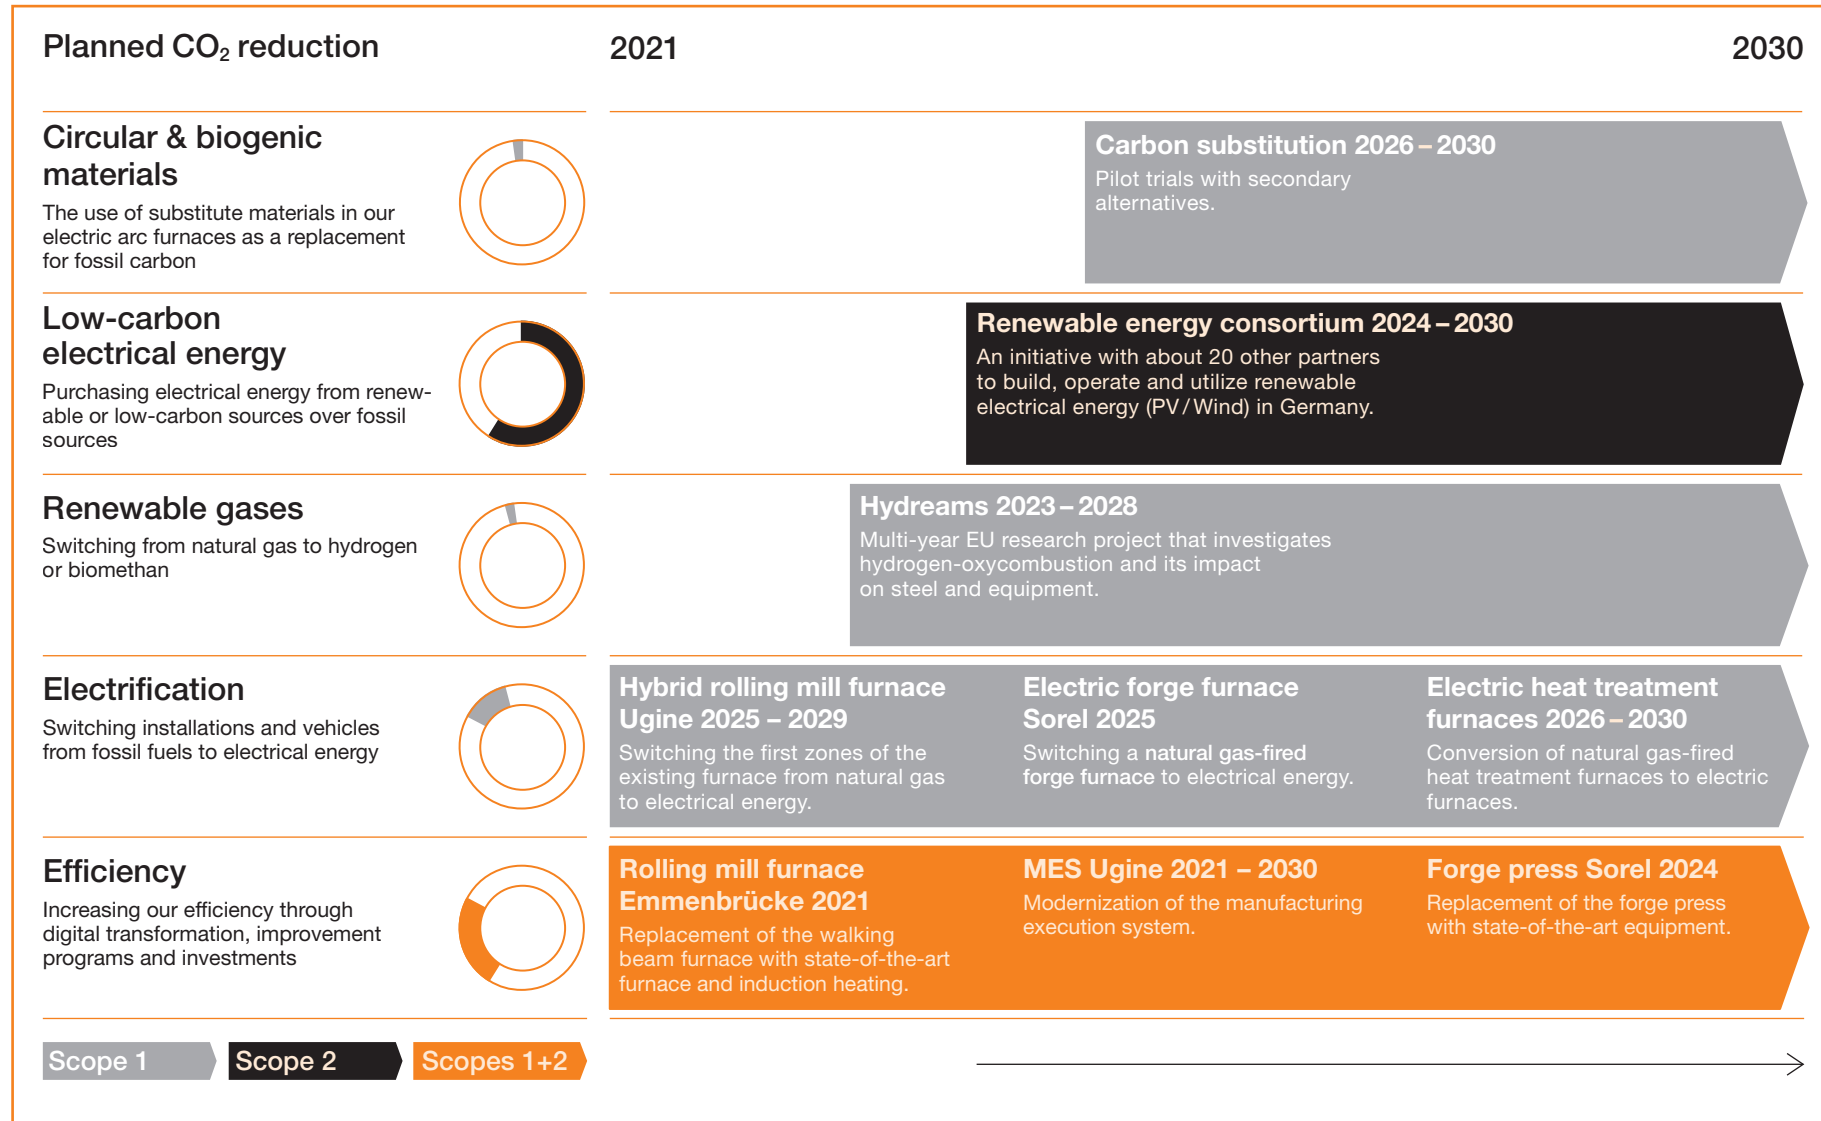 Planned CO₂ reduction
2021
2030
Circular & biogenic
materials
The use of substitute materials in our
electric arc furnaces as a replacement
for fossil carbon
Carbon substitution 2026 – 2030
Pilot trials with secondary
alternatives.
Low-carbon
electrical energy
Purchasing electrical energy from renew-
able or low-carbon sources over fossil
sources
Renewable energy consortium 2024 – 2030
An initiative with about 20 other partners
to build, operate and utilize renewable
electrical energy (PV / Wind) in Germany.
Renewable gases
Switching from natural gas to hydrogen
or biomethan
Hydreams 2023 – 2028
Multi-year EU research project that investigates
hydrogen-oxycombustion and its impact
on steel and equipment.
Electrification
Switching installations and vehicles
from fossil fuels to electrical energy
Hybrid rolling mill furnace
Ugine 2025 – 2029
Switching the first zones of the
existing furnace from natural gas
to electrical energy.
Electric forge furnace
Sorel 2025
Switching a natural gas-fired
forge furnace to electrical energy.
Electric heat treatment
furnaces 2026 – 2030
Conversion of natural gas-fired
heat treatment furnaces to electric
furnaces.
Efficiency
Increasing our efficiency through
digital transformation, improvement
programs and investments
Rolling mill furnace
Emmenbrücke 2021
Replacement of the walking
beam furnace with state-of-the-art
furnace and induction heating.
MES Ugine 2021 – 2030
Modernization of the manufacturing
execution system.
Forge press Sorel 2024
Replacement of the forge press
with state-of-the-art equipment.
Scope 1
Scope 2
Scopes 1+2